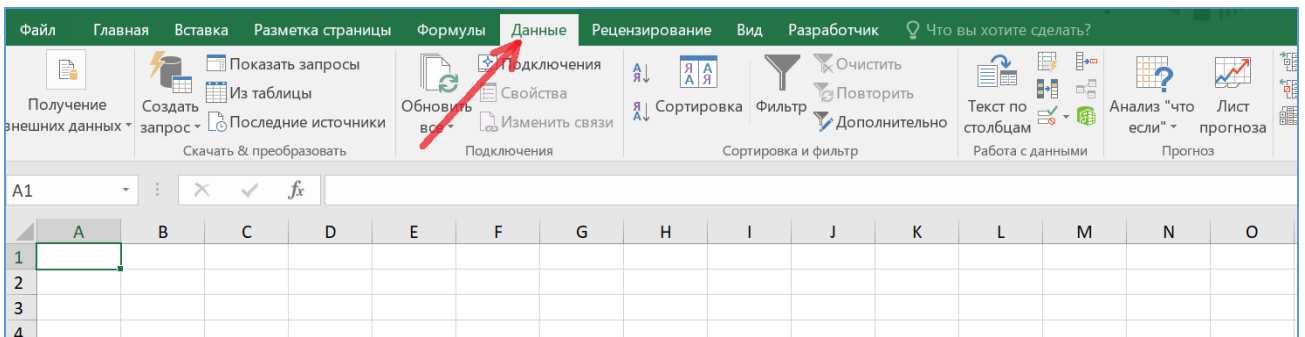 Файл Главная Вставка Разметка страницы Формулы Данные Рецензирование Вид Разработчик Что вы хотите сделать?
Получение
внешних данных
Создать
запрос
Показать запросы
Из таблицы
Последние источники
Скачать & преобразовать
Обновить
все
Подключения
Свойства
Изменить связи
Подключения
Сортировка
Фильтр
Очистить
Повторить
Дополнительно
Сортировка и фильтр
Текст по
столбцам
Работа с данными
Анализ "что
если"
Лист
прогноза
Прогноз
A1 fx
A B C D E F G H I J K L M N O
1
2
3
4